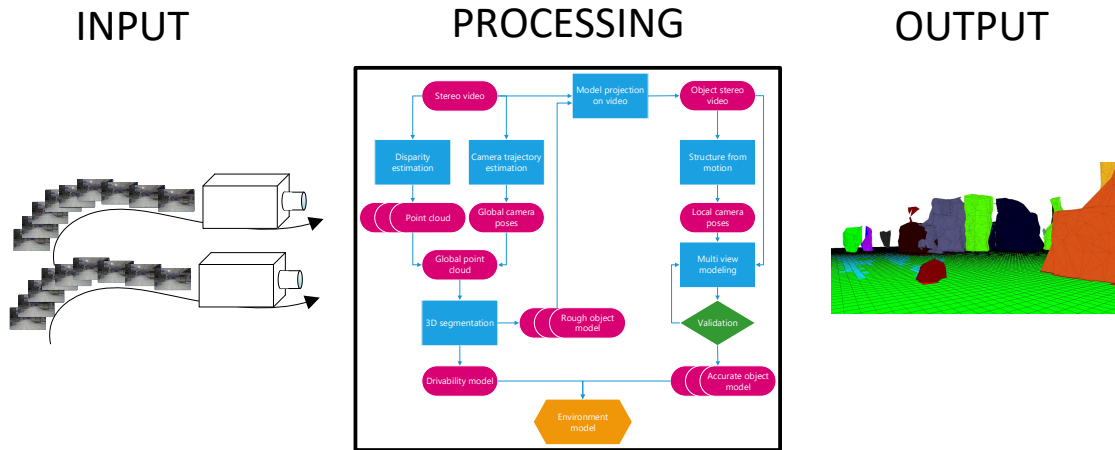 INPUT
PROCESSING
OUTPUT
Stereo video
Model projection
on video
Object stereo
video
Disparity
estimation
Camera trajectory
estimation
Structure from
motion
Point cloud
Global camera
poses
Local camera
poses
Global point
cloud
Multi view
modeling
3D segmentation
Rough object
model
Validation
Drivability model
Accurate object
model
Environment
model